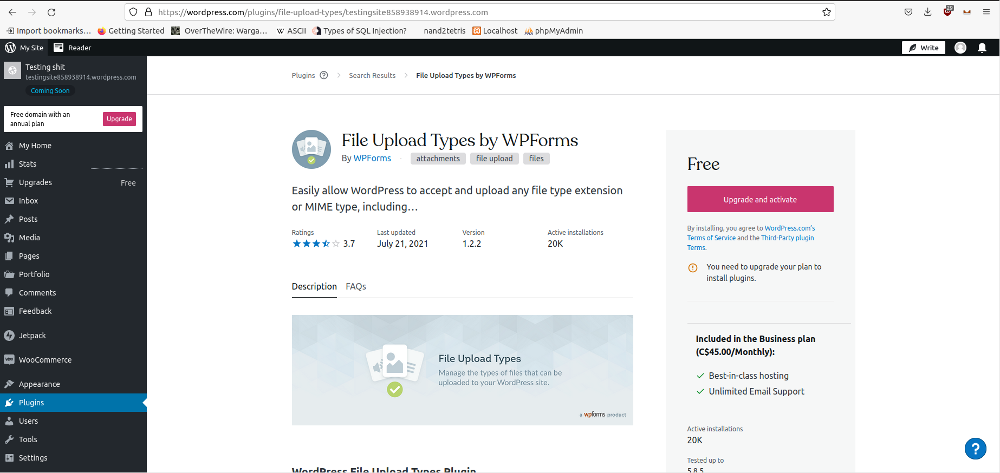 https://wordpress.com/plugins/file-upload-types/testingsite858938914.wordpress.com
29
Import bookmarks…
Getting Started
OverTheWire: Warga…
W ASCII
Types of SQL Injection?
nand2tetris
Localhost
phpMyAdmin
My Site
Reader
Write
Testing shit
testingsite858938914.wordpress.com
Coming Soon
Free domain with an
annual plan
Upgrade
My Home
Stats
Upgrades
Free
Inbox
Posts
Media
Pages
Portfolio
Comments
Feedback
Jetpack
WooCommerce
Appearance
Plugins
Users
Tools
Settings
Plugins
Search Results
File Upload Types by WPForms
File Upload Types by WPForms
By WPForms · attachments file upload files
Easily allow WordPress to accept and upload any file type extension
or MIME type, including…
Ratings
3.7
Last updated
July 21, 2021
Version
1.2.2
Active installations
20K
Description
FAQs
File Upload Types
Manage the types of files that can be
uploaded to your WordPress site.
a wpforms product
WordPress File Upload Types Plugin
Free
Upgrade and activate
By installing, you agree to WordPress.com's
Terms of Service and the Third-Party plugin
Terms.
You need to upgrade your plan to
install plugins.
Included in the Business plan
(C$45.00/Monthly):
Best-in-class hosting
Unlimited Email Support
Active installations
20K
Tested up to
5.8.5
?